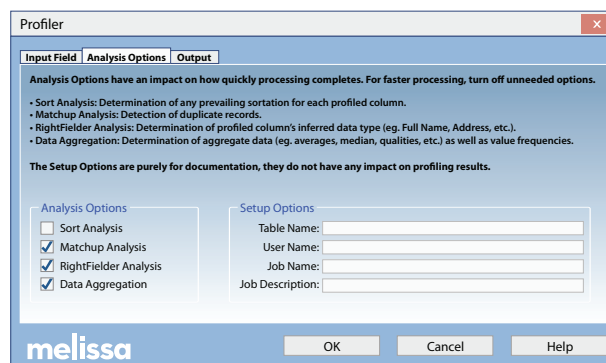 Profiler
Input Field Analysis Options Output
Analysis Options have an impact on how quickly processing completes. For faster processing, turn off unneeded options.
• Sort Analysis: Determination of any prevailing sortation for each profiled column.
• Matchup Analysis: Detection of duplicate records.
• RightFielder Analysis: Determination of profiled column's inferred data type (eg. Full Name, Address, etc.).
• Data Aggregation: Determination of aggregate data (eg. averages, median, qualities, etc.) as well as value frequencies.
The Setup Options are purely for documentation, they do not have any impact on profiling results.
Analysis Options
Sort Analysis
Matchup Analysis
RightFielder Analysis
Data Aggregation
Setup Options
Table Name:
User Name:
Job Name:
Job Description:
melissa
OK Cancel Help